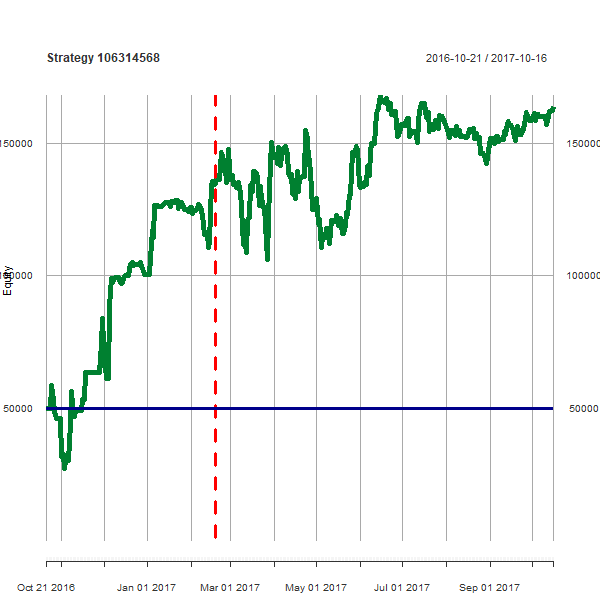 Strategy 106314568 2016-10-21 / 2017-10-16
150000 150000
Equity
100000 100000
50000 50000
Oct 21 2016 Jan 01 2017 Mar 01 2017 May 01 2017 Jul 01 2017 Sep 01 2017